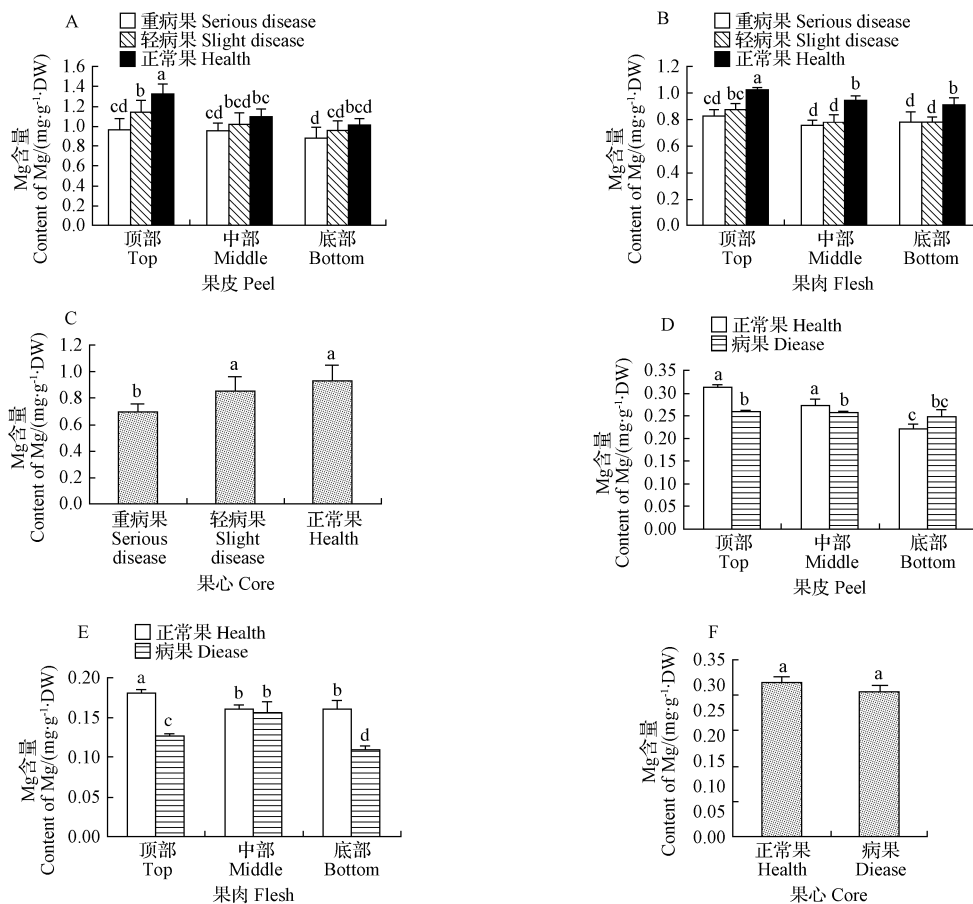 A
重病果 Serious disease
轻病果 Slight disease
正常果 Health
Mg含量
Content of Mg/(mg·g⁻¹·DW)
1.6
1.4
1.2
1.0
0.8
0.6
0.4
0.2
0.0
cd b a
cd bcd bc
d cd bcd
顶部 中部 底部
Top Middle Bottom
果皮 Peel
B
重病果 Serious disease
轻病果 Slight disease
正常果 Health
Mg含量
Content of Mg/(mg·g⁻¹·DW)
1.2
1.0
0.8
0.6
0.4
0.2
0.0
cd bc a
d d b
d d b
顶部 中部 底部
Top Middle Bottom
果肉 Flesh
C
Mg含量
Content of Mg/(mg·g⁻¹·DW)
1.2
1.0
0.8
0.6
0.4
0.2
0.0
b a a
重病果 轻病果 正常果
Serious Slight Health
disease disease
果心 Core
D
正常果 Health
病果 Diease
Mg含量
Content of Mg/(mg·g⁻¹·DW)
0.35
0.30
0.25
0.20
0.15
0.10
0.05
0.00
a b
a b
c bc
顶部 中部 底部
Top Middle Bottom
果皮 Peel
E
正常果 Health
病果 Diease
Mg含量
Content of Mg/(mg·g⁻¹·DW)
0.20
0.15
0.10
0.05
0.00
a c
b b
b d
顶部 中部 底部
Top Middle Bottom
果肉 Flesh
F
Mg含量
Content of Mg/(mg·g⁻¹·DW)
0.35
0.30
0.20
0.10
0.05
0.00
a a
正常果 病果
Health Diease
果心 Core